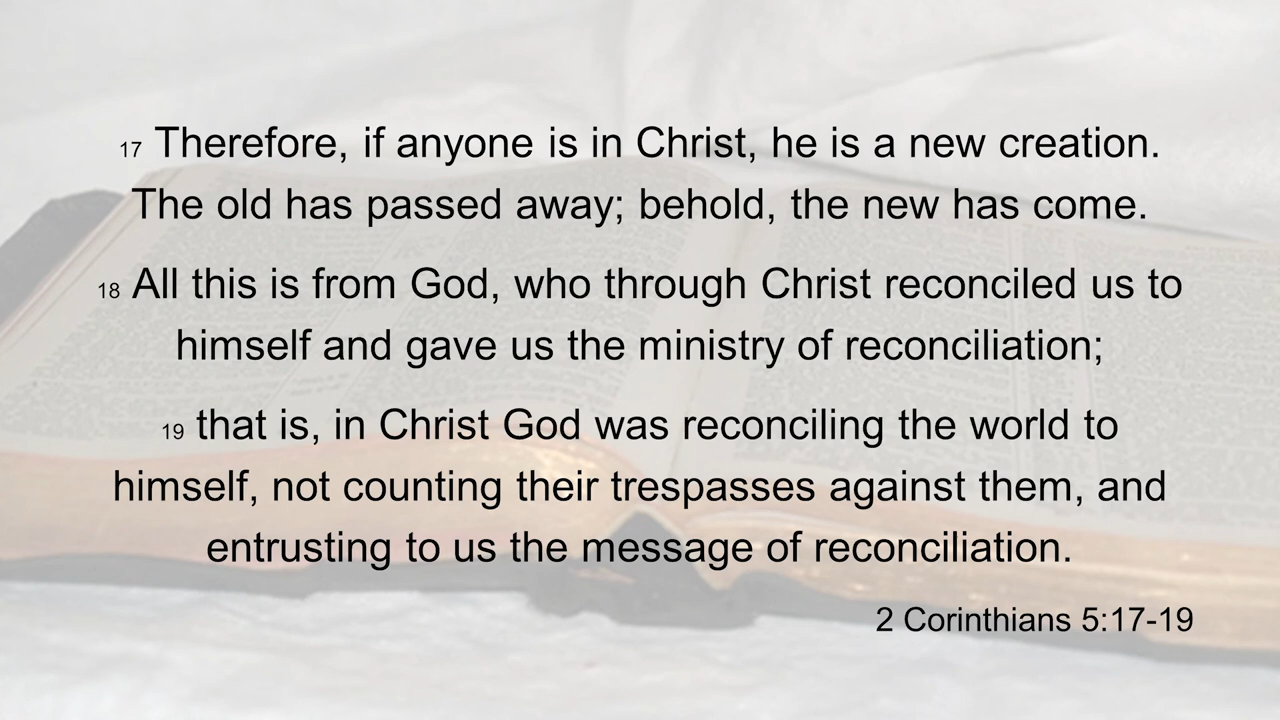 17 Therefore, if anyone is in Christ, he is a new creation.
The old has passed away; behold, the new has come.
18 All this is from God, who through Christ reconciled us to
himself and gave us the ministry of reconciliation;
19 that is, in Christ God was reconciling the world to
himself, not counting their trespasses against them, and
entrusting to us the message of reconciliation.
2 Corinthians 5:17-19